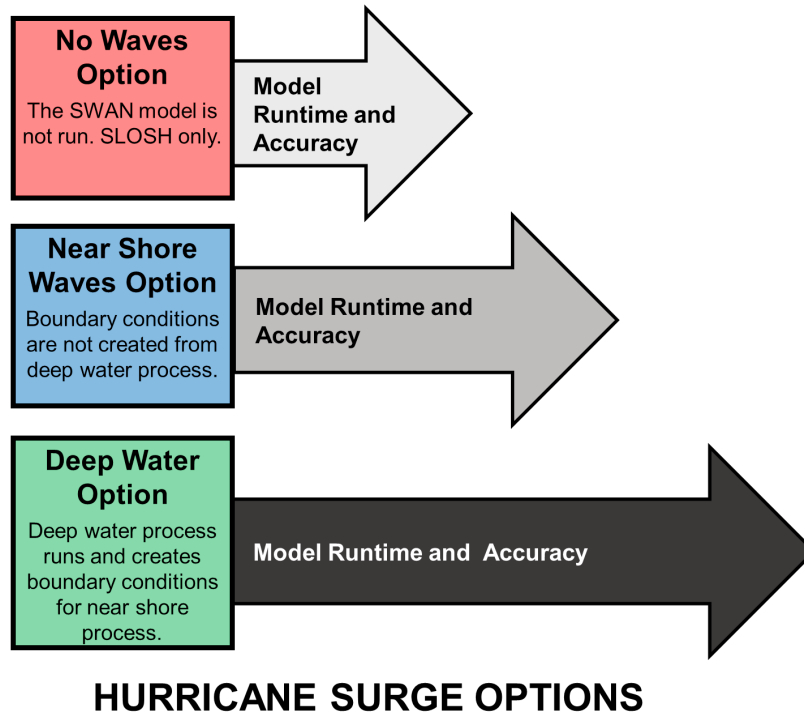 No Waves
Option
The SWAN model is
not run. SLOSH only.
Model
Runtime and
Accuracy
Near Shore
Waves Option
Boundary conditions
are not created from
deep water process.
Model Runtime and
Accuracy
Deep Water
Option
Deep water process
runs and creates
boundary conditions
for near shore
process.
Model Runtime and Accuracy
HURRICANE SURGE OPTIONS